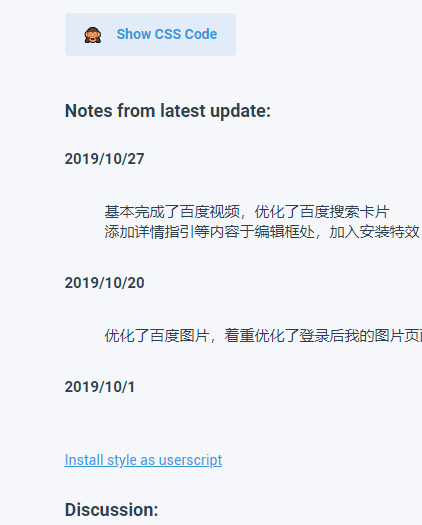 Show CSS Code
Notes from latest update:
2019/10/27
基本完成了百度视频，优化了百度搜索卡片
添加详情指引等内容于编辑框处，加入安装特效
2019/10/20
优化了百度图片，着重优化了登录后我的图片页
2019/10/1
Install style as userscript
Discussion: